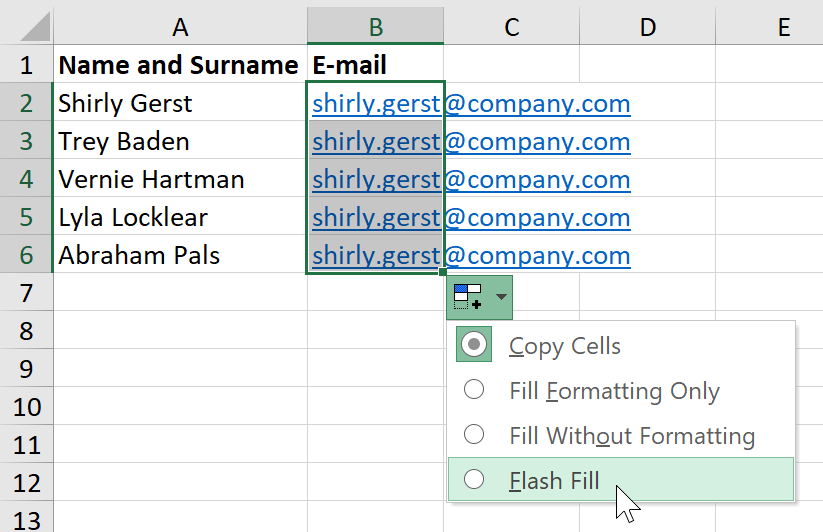 A B C D E
1 Name and Surname E-mail
2 Shirly Gerst shirly.gerst@company.com
3 Trey Baden shirly.gerst@company.com
4 Vernie Hartman shirly.gerst@company.com
5 Lyla Locklear shirly.gerst@company.com
6 Abraham Pals shirly.gerst@company.com
7
8
Copy Cells
9
Fill Formatting Only
10
11
Fill Without Formatting
12
Flash Fill
13